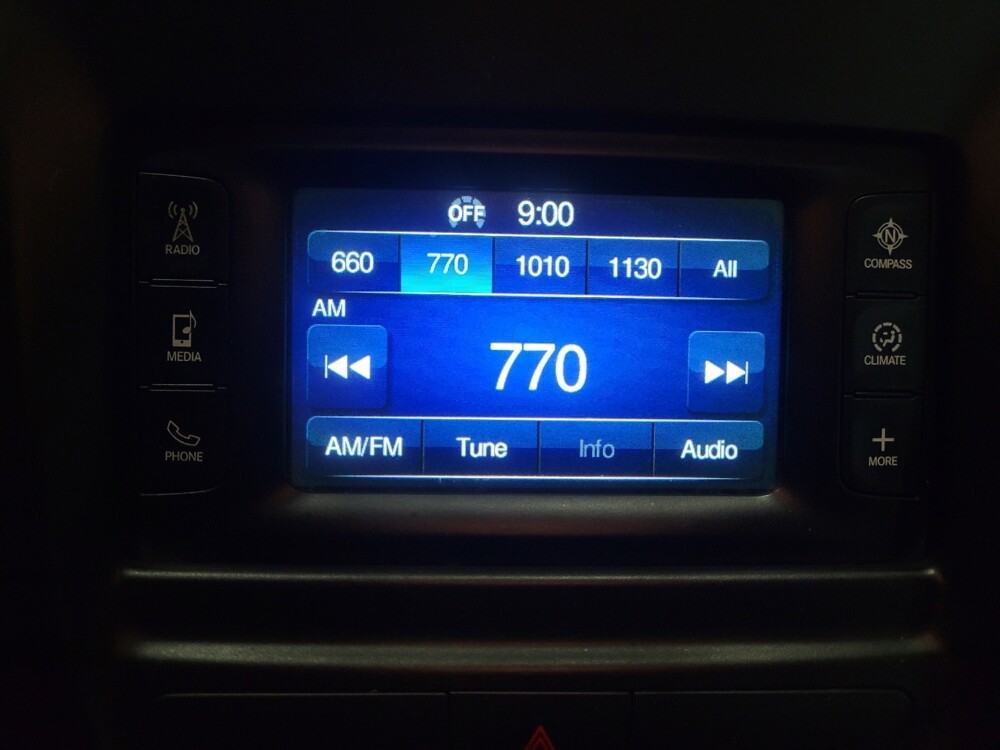 OFF 9:00
660 770 1010 1130 All
AM
770
AM/FM Tune Info Audio
RADIO
MEDIA
PHONE
N
COMPASS
CLIMATE
MORE